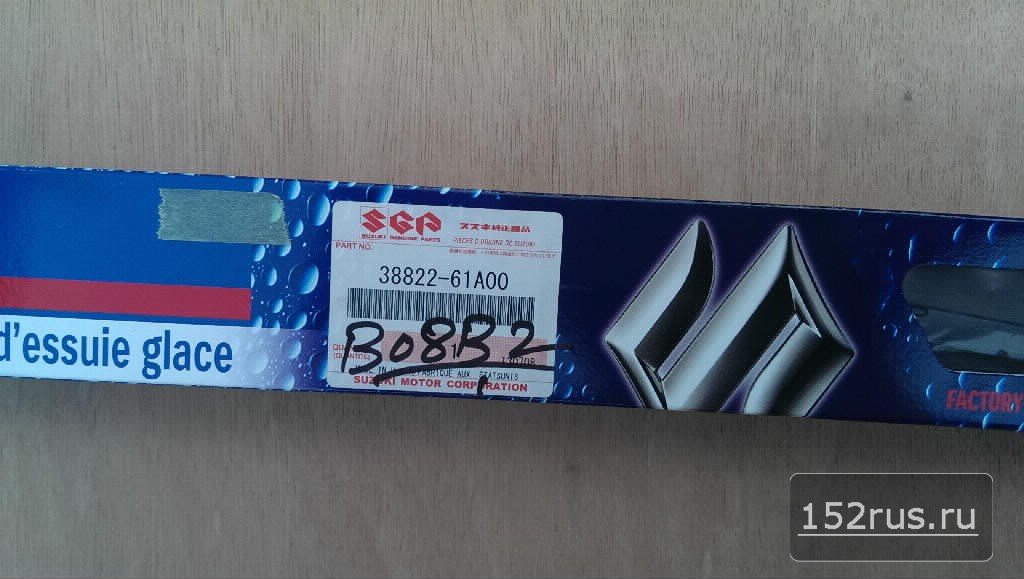 SGP
SUZUKI GENUINE PARTS
スズキ純正部品
PIECES D'ORIGINE DE SUZUKI
PART NO.
38822-61A00
B08B2
(QUANTITE)
SUZUKI MOTOR CORPORATION
d'essuie glace
FACTORY
152rus.ru